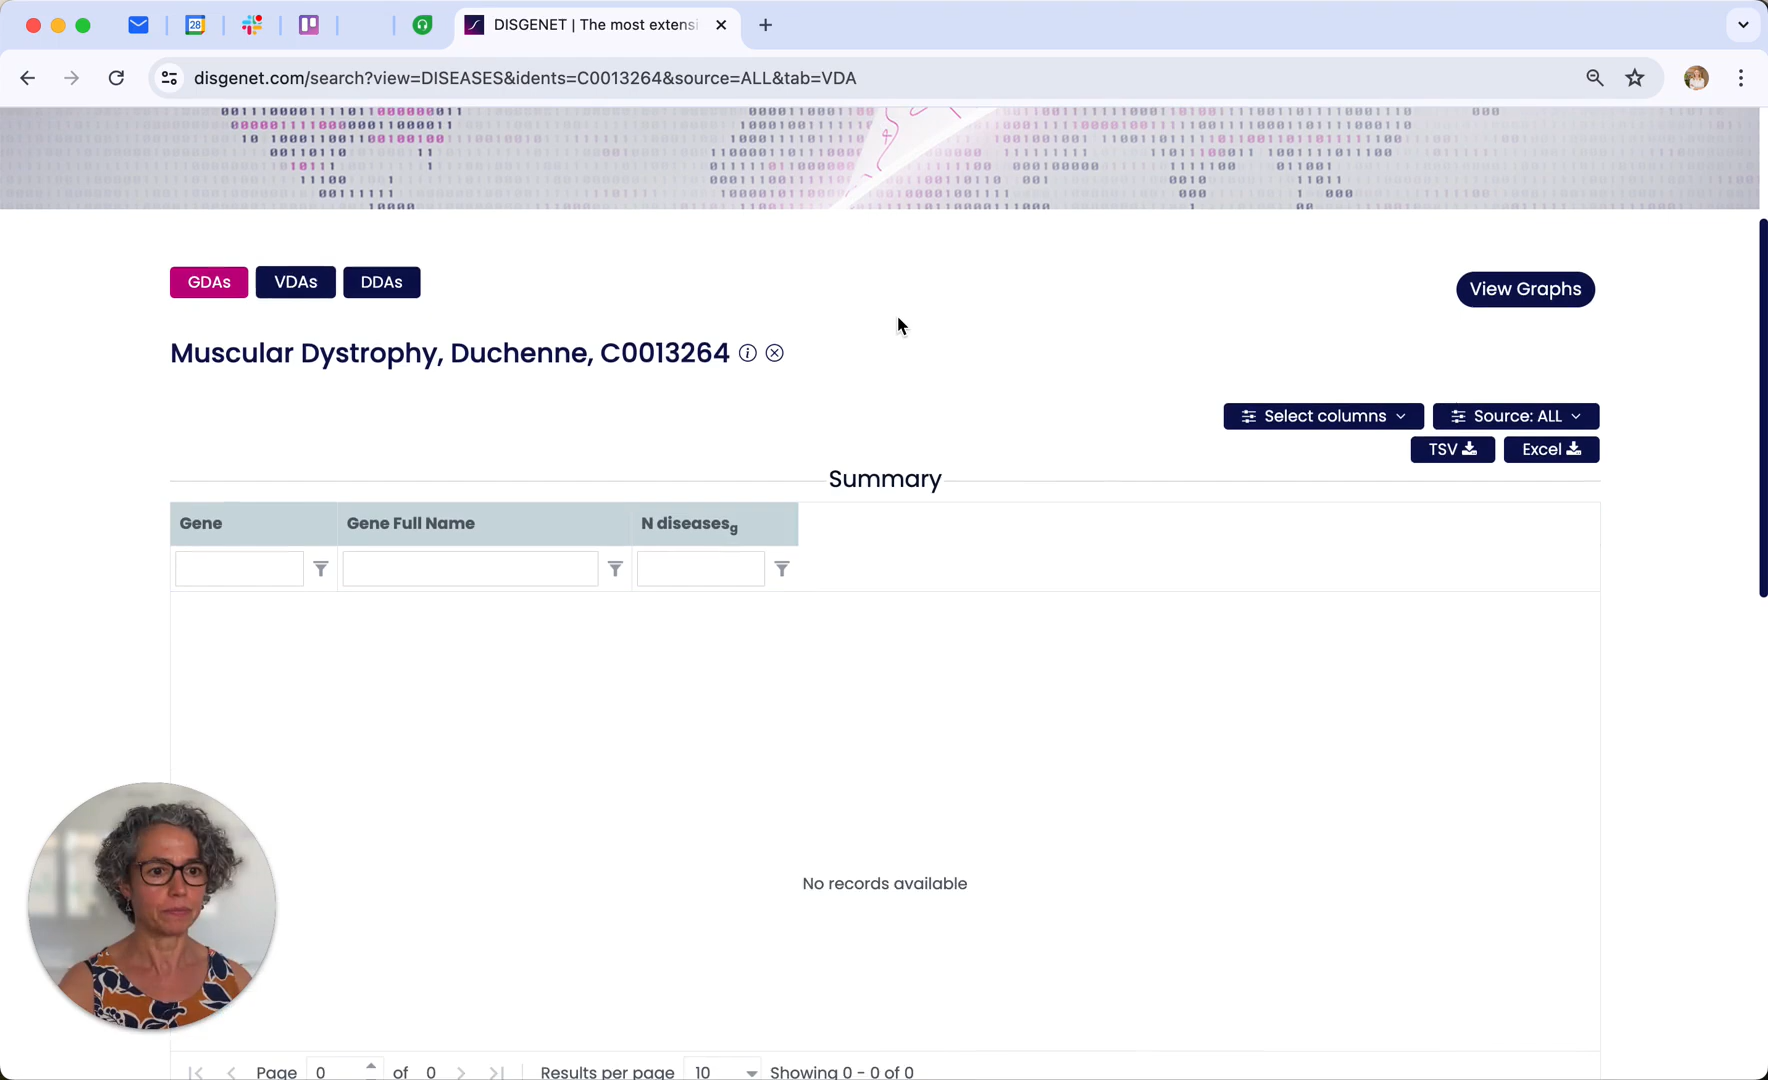 28
DISGENET | The most extensi
disgenet.com/search?view=DISEASES&idents=C0013264&source=ALL&tab=VDA
GDAs VDAs DDAs
View Graphs
Muscular Dystrophy, Duchenne, C0013264
Select columns Source: ALL
TSV Excel
Summary
Gene Gene Full Name N diseasesg
No records available
Page 0 of 0 Results per page 10 Showing 0 - 0 of 0